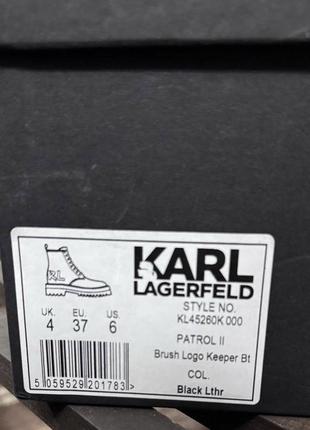 KARL
LAGERFELD
STYLE NO.
KL45260K 000
PATROL II
Brush Logo Keeper Bt
COL.
Black Lthr
KL
UK. EU. US.
4 37 6
5 059529 201783 >